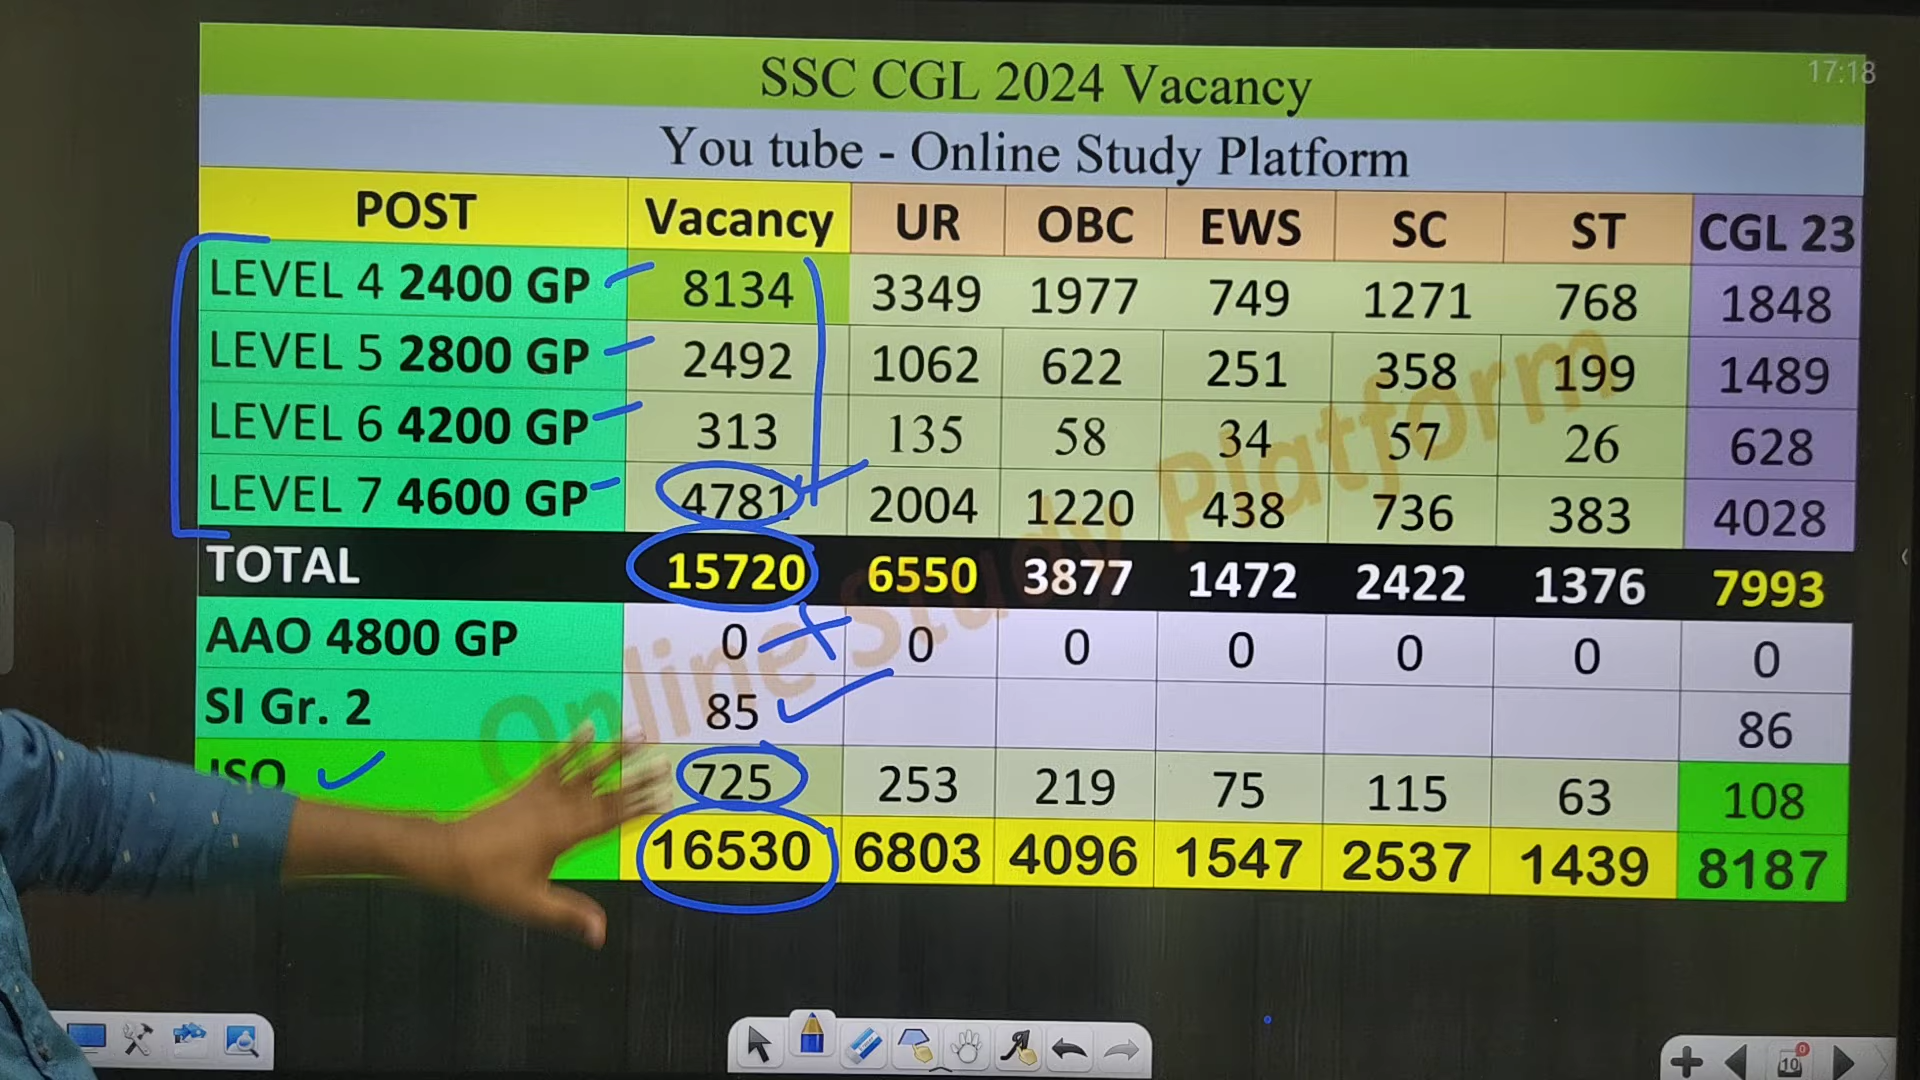 SSC CGL 2024 Vacancy
17:18
You tube - Online Study Platform
POST Vacancy UR OBC EWS SC ST CGL 23
LEVEL 4 2400 GP 8134 3349 1977 749 1271 768 1848
LEVEL 5 2800 GP 2492 1062 622 251 358 199 1489
LEVEL 6 4200 GP 313 135 58 34 57 26 628
LEVEL 7 4600 GP 4781 2004 1220 438 736 383 4028
TOTAL 15720 6550 3877 1472 2422 1376 7993
AAO 4800 GP 0 0 0 0 0 0 0
SI Gr. 2 85 86
JSO 725 253 219 75 115 63 108
16530 6803 4096 1547 2537 1439 8187
Online Study Platform
10
0